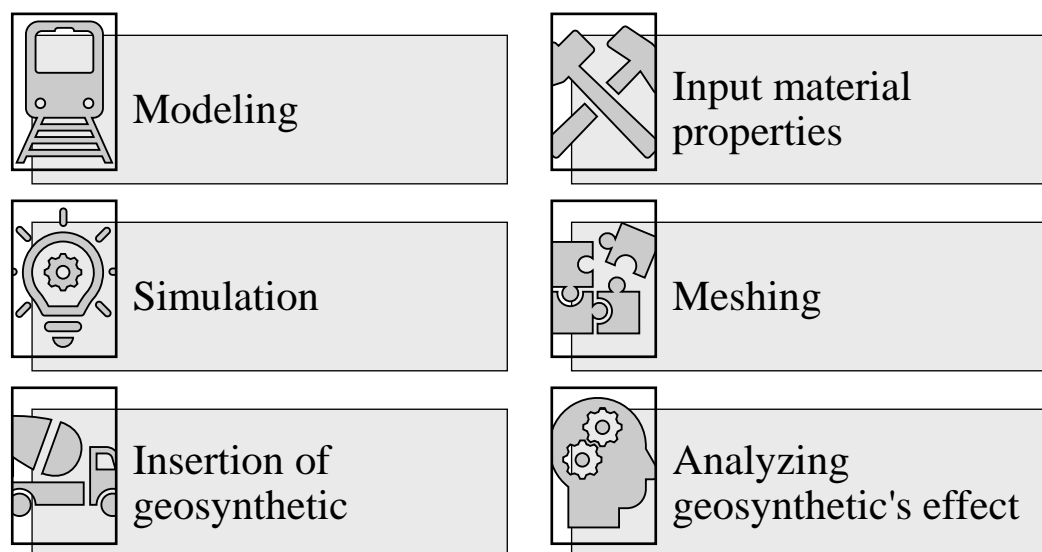 Modeling
Input material
properties
Simulation
Meshing
Insertion of
geosynthetic
Analyzing
geosynthetic's effect